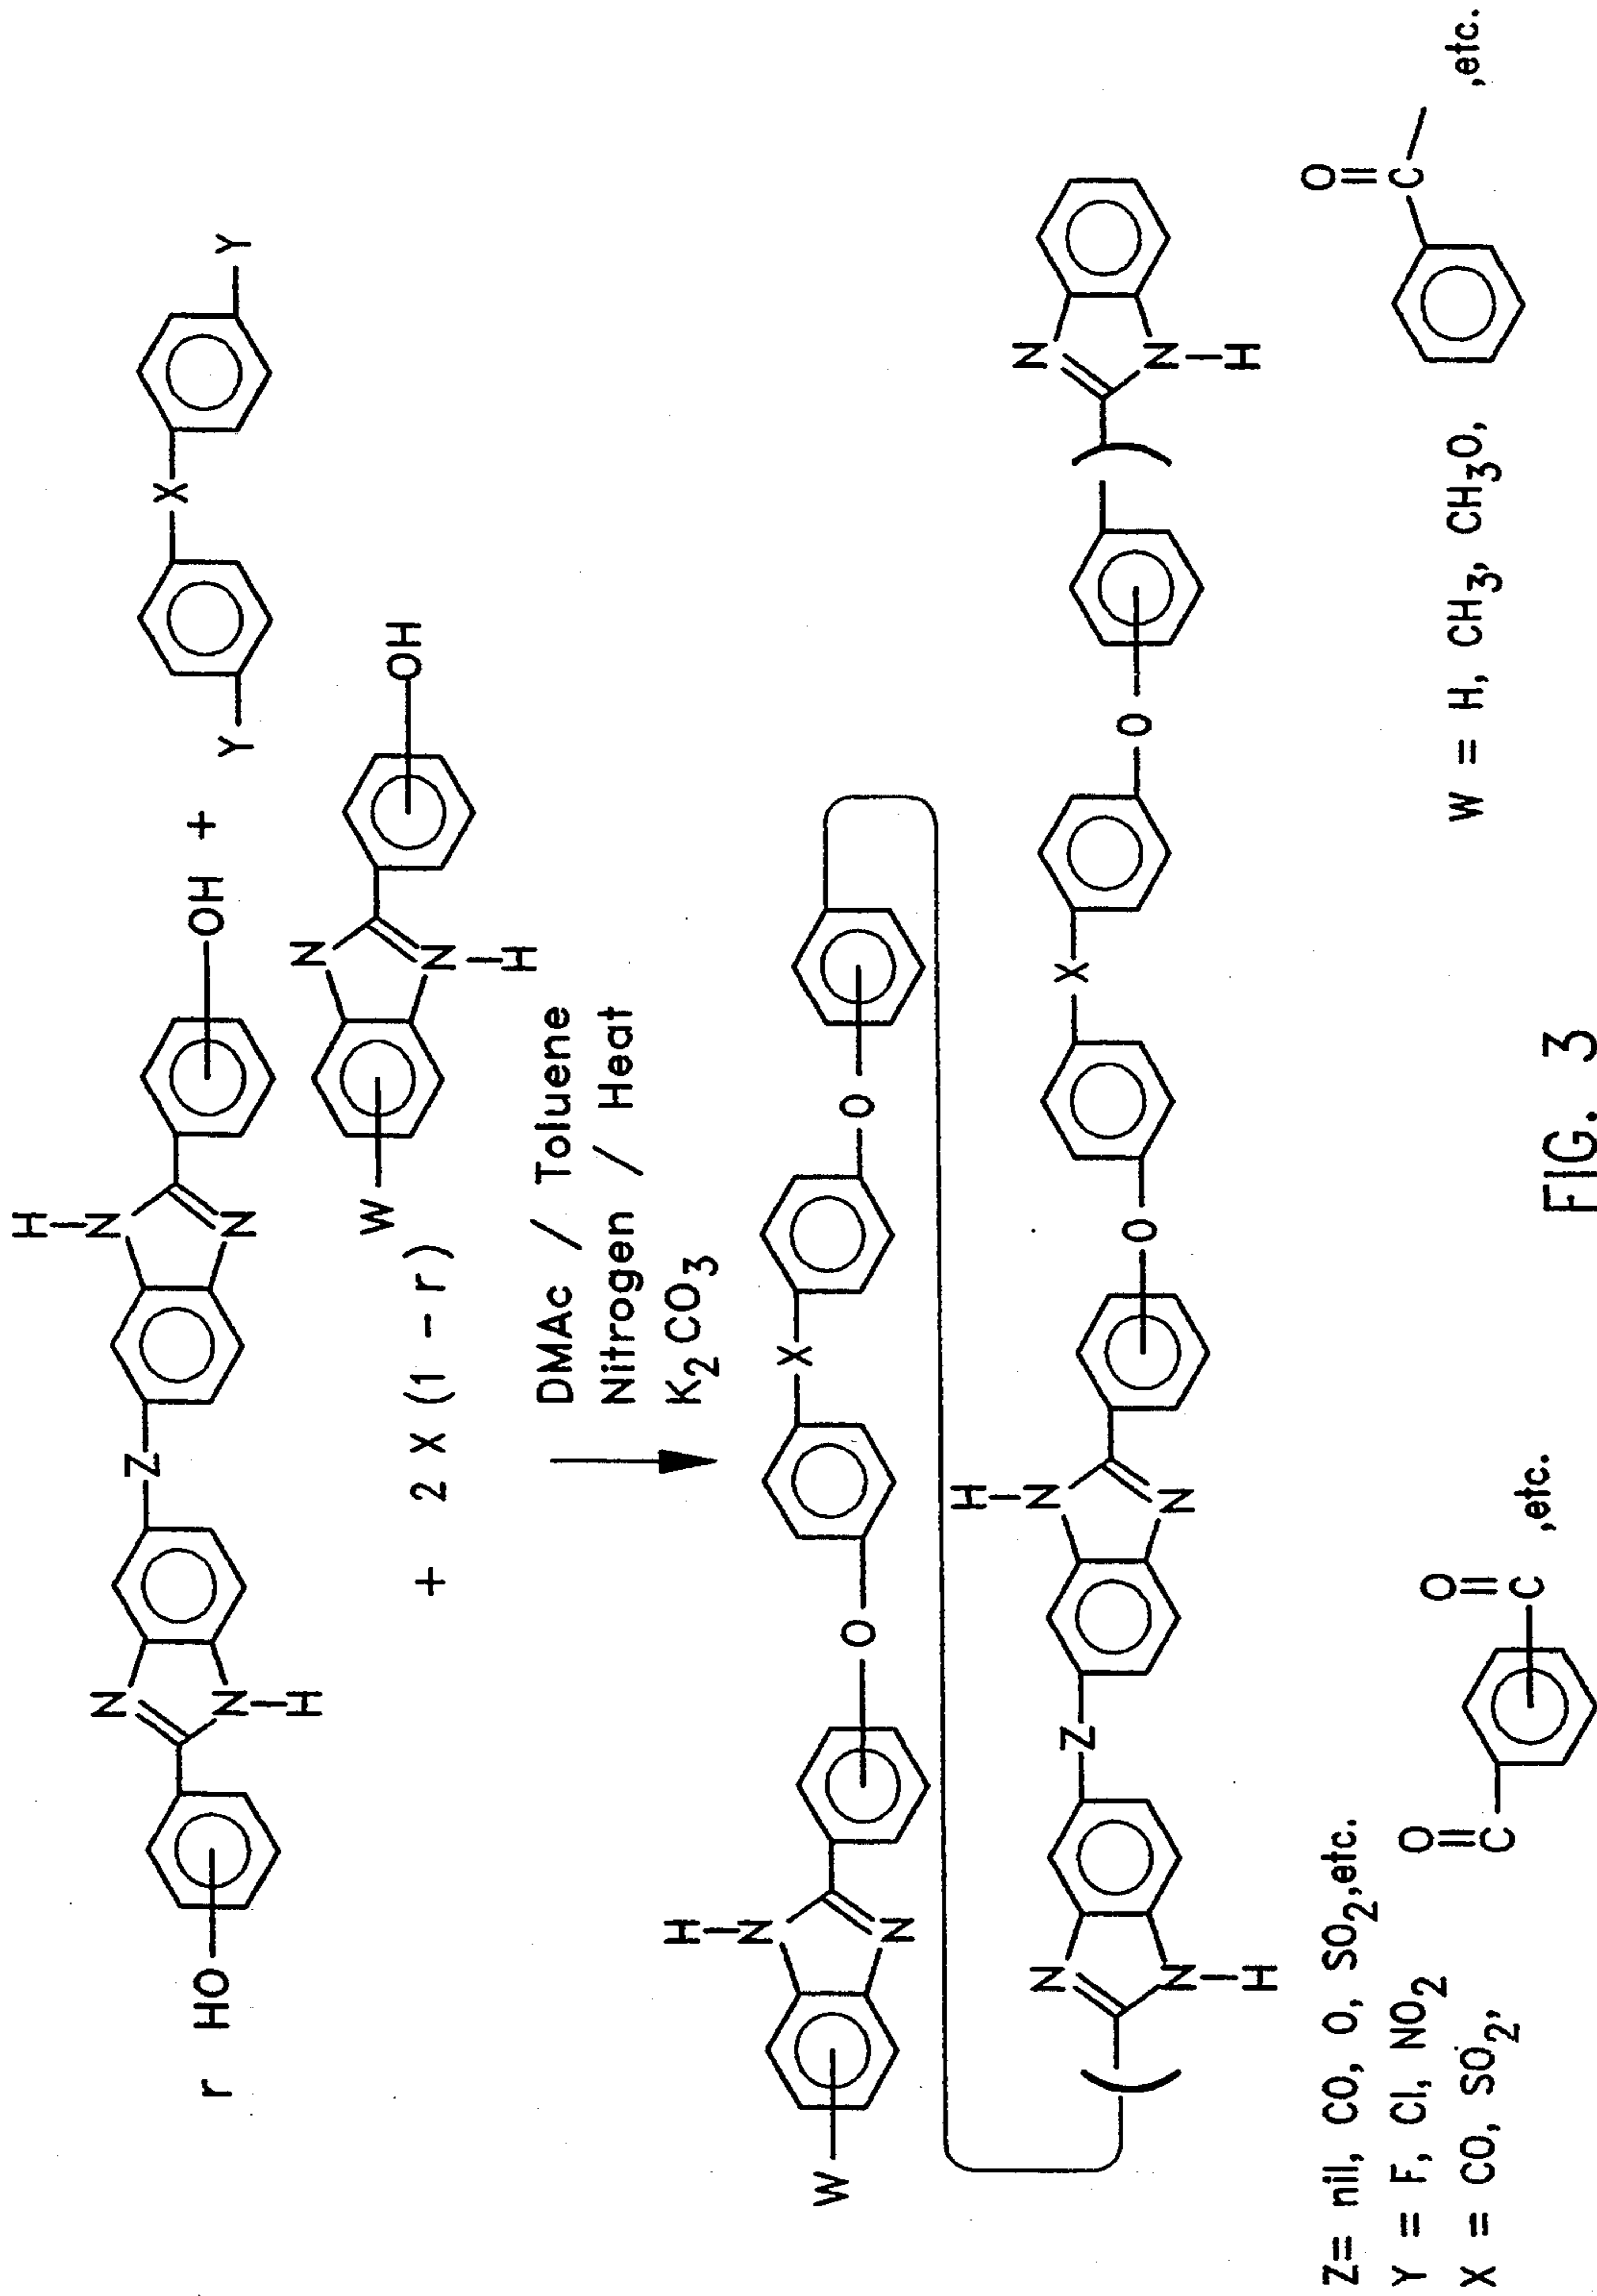 r HO N N-H Z H-N N OH + Y X Y
+ 2 X (1 - r) W N N-H OH
DMAc / Toluene
Nitrogen / Heat
K2CO3
W H-N N O X O
( N N-H Z H-N N O X O ) N N-H
Z= nil, CO, O, SO2,etc.
Y = F, Cl, NO2
X = CO, SO2, O=C C=O ,etc.
W = H, CH3, CH3O, O=C ,etc.
FIG. 3